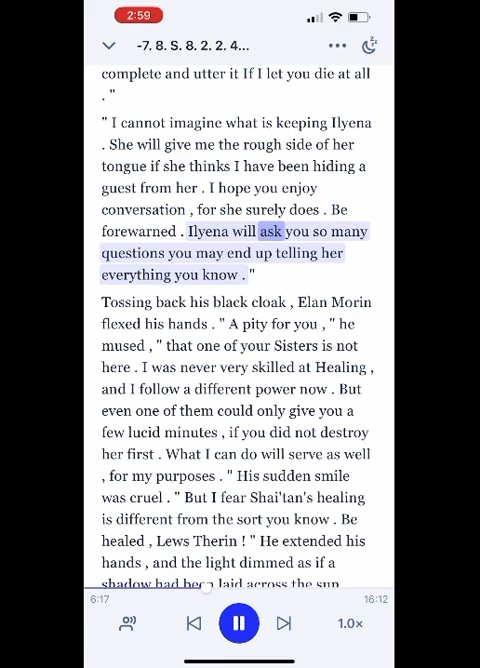 2:59
-7. 8. S. 8. 2. 2. 4...
complete and utter it If I let you die at all
. "
" I cannot imagine what is keeping Ilyena
. She will give me the rough side of her
tongue if she thinks I have been hiding a
guest from her . I hope you enjoy
conversation , for she surely does . Be
forewarned . Ilyena will ask you so many
questions you may end up telling her
everything you know . "
Tossing back his black cloak , Elan Morin
flexed his hands . " A pity for you , " he
mused , " that one of your Sisters is not
here . I was never very skilled at Healing ,
and I follow a different power now . But
even one of them could only give you a
few lucid minutes , if you did not destroy
her first . What I can do will serve as well
, for my purposes . " His sudden smile
was cruel . " But I fear Shai'tan's healing
is different from the sort you know . Be
healed , Lews Therin ! " He extended his
hands , and the light dimmed as if a
shadow had been laid across the sun
6:17
16:12
1.0×